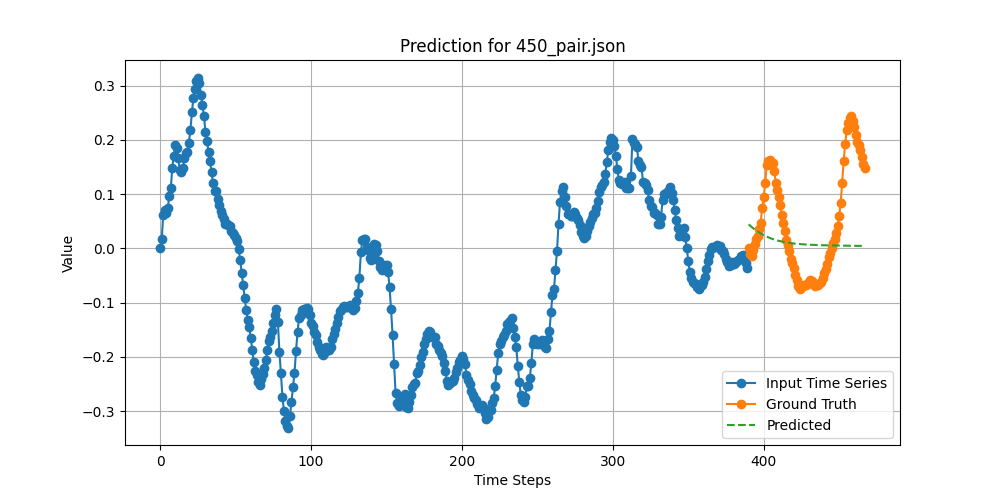 Prediction for 450_pair.json
Value
0.3
0.2
0.1
0.0
−0.1
−0.2
−0.3
0
100
200
300
400
Time Steps
Input Time Series
Ground Truth
Predicted